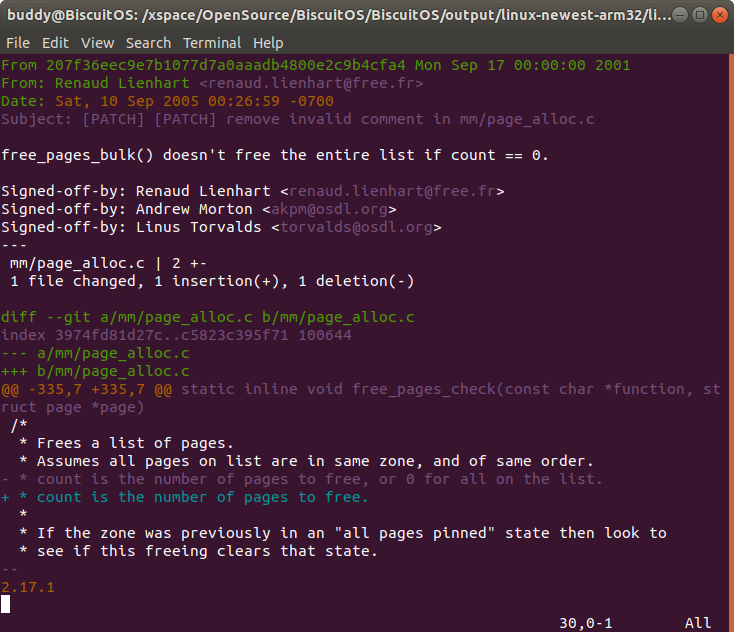 buddy@BiscuitOS: /xspace/OpenSource/BiscuitOS/BiscuitOS/output/linux-newest-arm32/li...
File Edit View Search Terminal Help
From 207f36eec9e7b1077d7a0aaadb4800e2c9b4cfa4 Mon Sep 17 00:00:00 2001
From: Renaud Lienhart <renaud.lienhart@free.fr>
Date: Sat, 10 Sep 2005 00:26:59 -0700
Subject: [PATCH] [PATCH] remove invalid comment in mm/page_alloc.c
free_pages_bulk() doesn't free the entire list if count == 0.
Signed-off-by: Renaud Lienhart <renaud.lienhart@free.fr>
Signed-off-by: Andrew Morton <akpm@osdl.org>
Signed-off-by: Linus Torvalds <torvalds@osdl.org>
---
mm/page_alloc.c | 2 +-
1 file changed, 1 insertion(+), 1 deletion(-)
diff --git a/mm/page_alloc.c b/mm/page_alloc.c
index 3974fd81d27c..c5823c395f71 100644
--- a/mm/page_alloc.c
+++ b/mm/page_alloc.c
@@ -335,7 +335,7 @@ static inline void free_pages_check(const char *function, st
ruct page *page)
/*
* Frees a list of pages.
* Assumes all pages on list are in same zone, and of same order.
- * count is the number of pages to free, or 0 for all on the list.
+ * count is the number of pages to free.
*
* If the zone was previously in an "all pages pinned" state then look to
* see if this freeing clears that state.
--
2.17.1
30,0-1 All